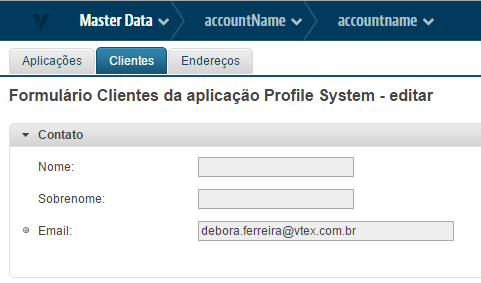 Master Data accountName accountname
Aplicações Clientes Endereços
Formulário Clientes da aplicação Profile System - editar
Contato
Nome:
Sobrenome:
Email: debora.ferreira@vtex.com.br